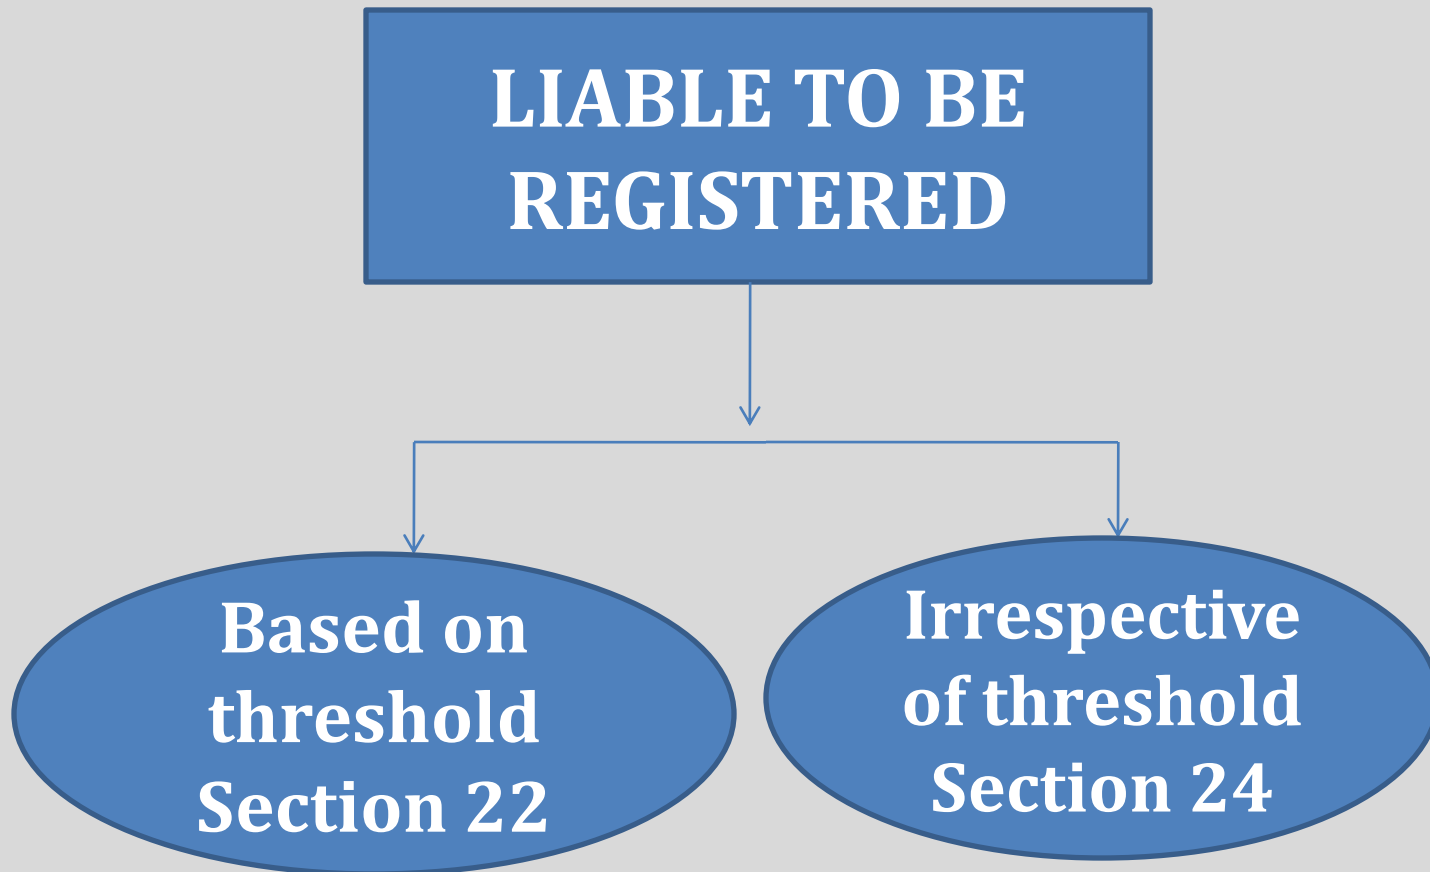 LIABLE TO BE
REGISTERED
Based on
threshold
Section 22
Irrespective
of threshold
Section 24